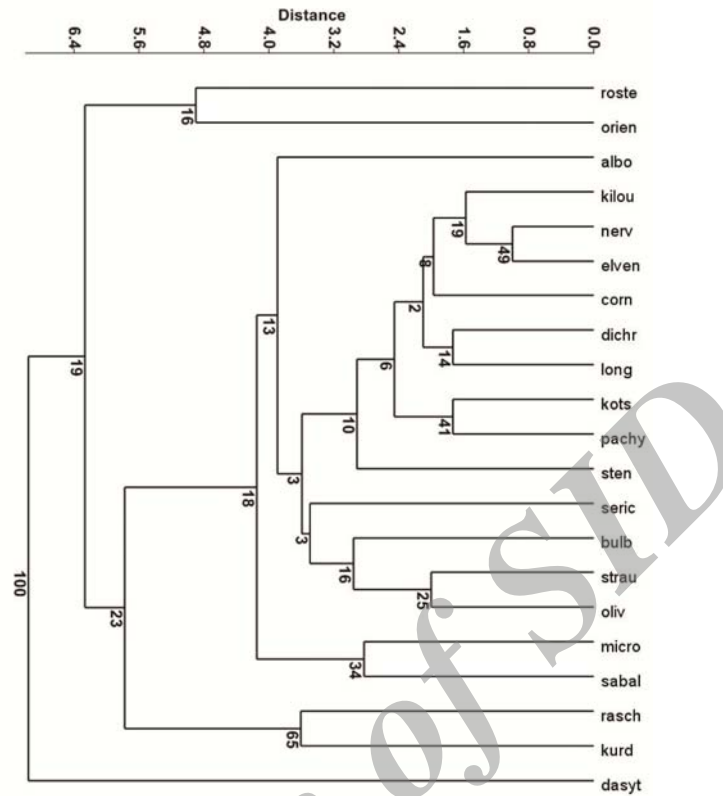 Distance
6.4 5.6 4.8 4.0 3.2 2.4 1.6 0.8 0.0
roste
16
orien
albo
kilou
19
nerv
49
elven
8
corn
2
dichr
14
long
13
6
kots
19
10
41
pachy
sten
3
18
seric
3
bulb
16
strau
100
25
oliv
23
micro
34
sabal
rasch
65
kurd
dasyt
of SID